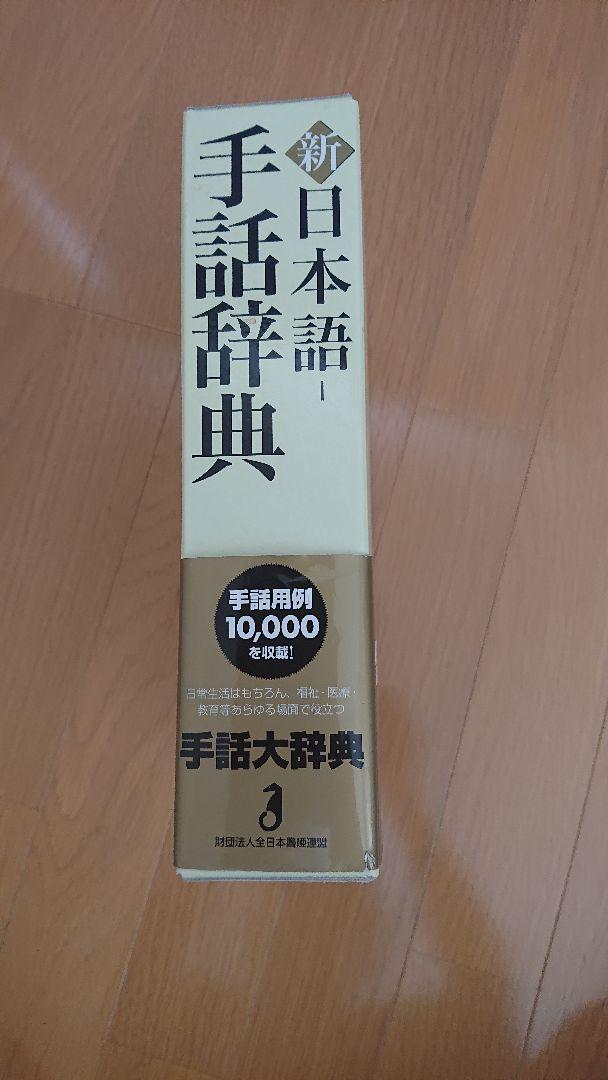 新
日本語-
手話辞典
手話用例
10,000
を収載!
日常生活はもちろん、福祉・医療・
教育等あらゆる場面で役立つ
手話大辞典
財団法人全日本聾唖連盟